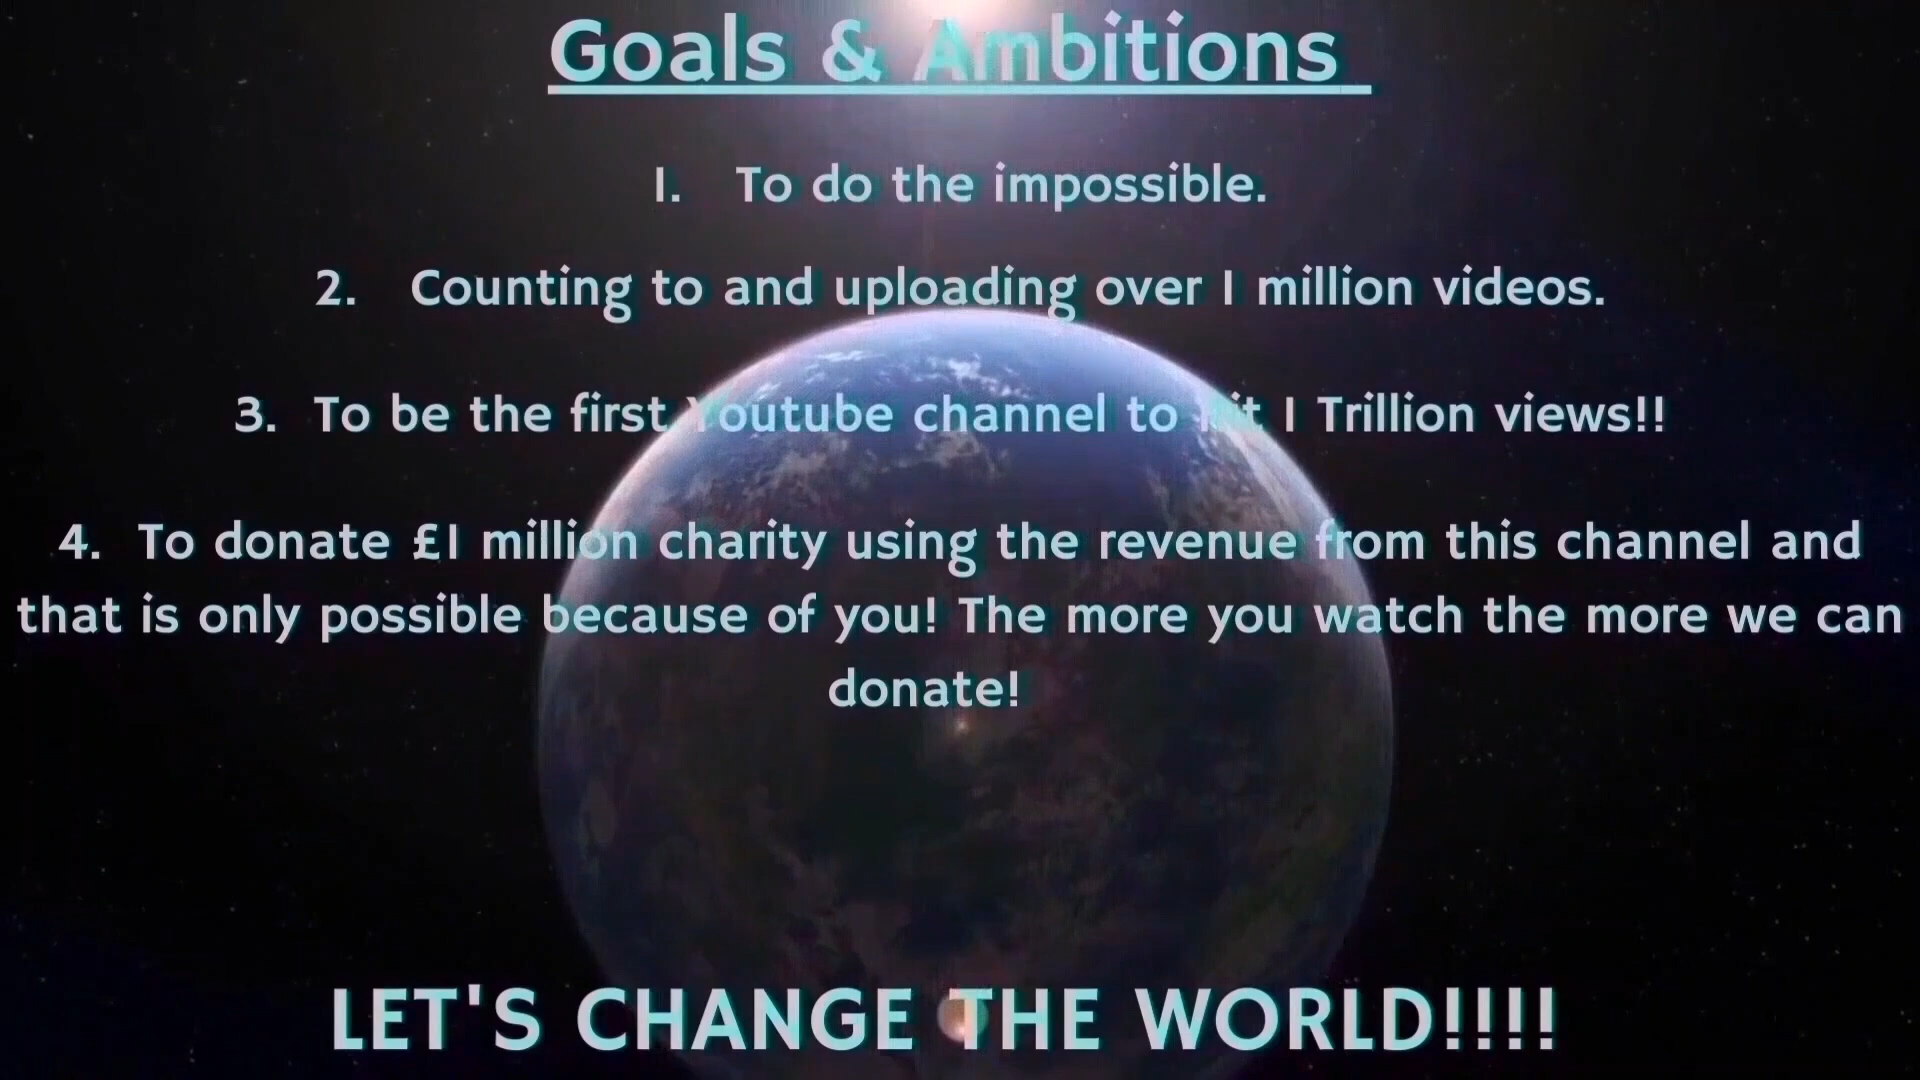 Goals & Ambitions
1. To do the impossible.
2. Counting to and uploading over 1 million videos.
3. To be the first Youtube channel to hit 1 Trillion views!!
4. To donate £1 million charity using the revenue from this channel and
that is only possible because of you! The more you watch the more we can
donate!
LET'S CHANGE THE WORLD!!!!